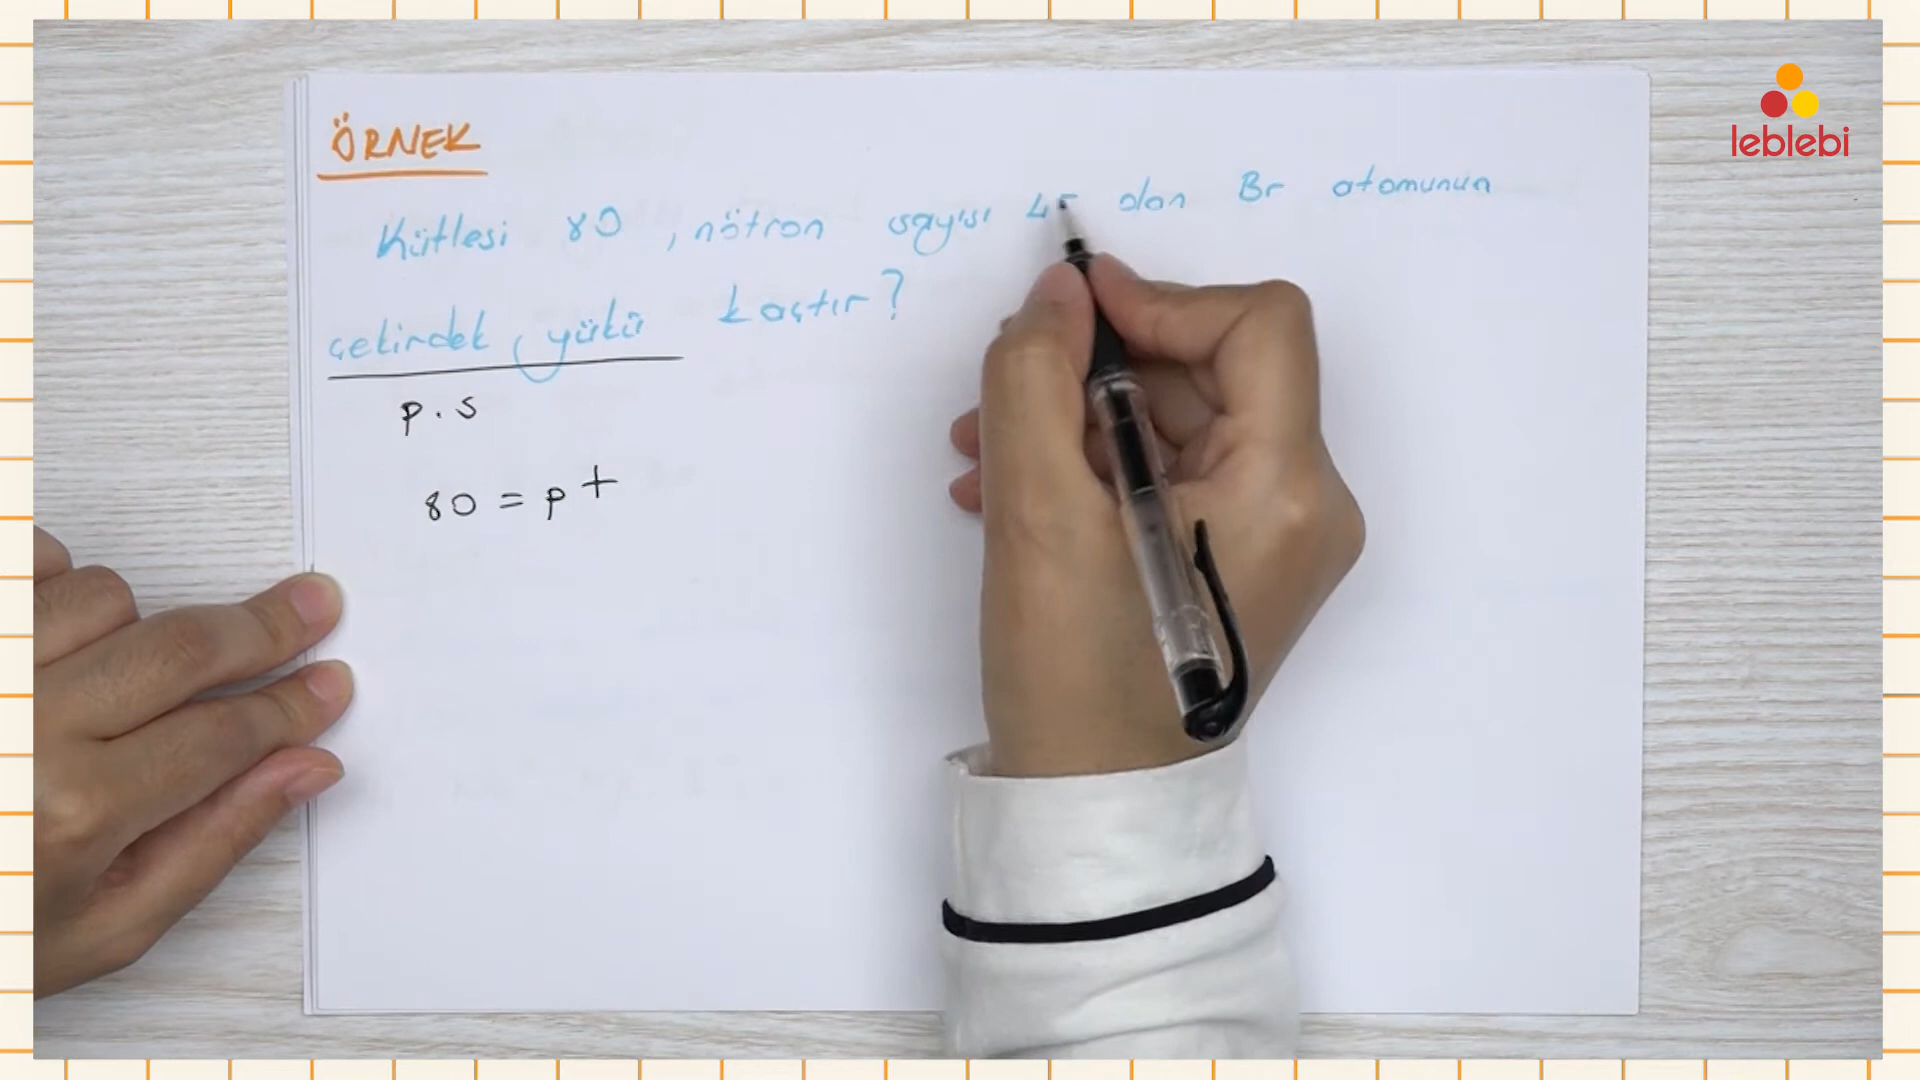 leblebi
ÖRNEK
Kütlesi 80, nötron sayısı 45 olan Br atomunun
çekirdek yükü kaçtır?
p.s
80 = p +